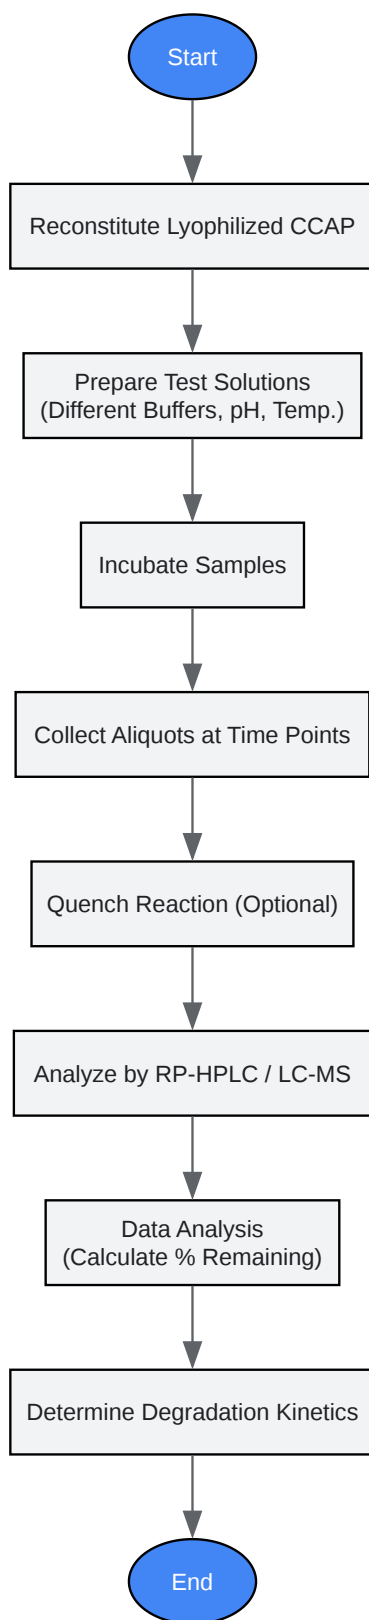 Start
Reconstitute Lyophilized CCAP
Prepare Test Solutions
(Different Buffers, pH, Temp.)
Incubate Samples
Collect Aliquots at Time Points
Quench Reaction (Optional)
Analyze by RP-HPLC / LC-MS
Data Analysis
(Calculate % Remaining)
Determine Degradation Kinetics
End